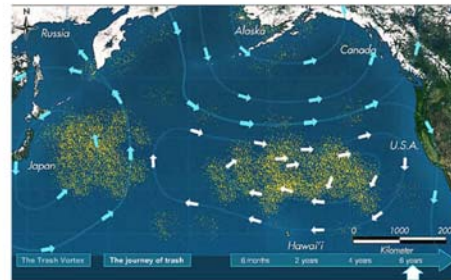 Russia
Alaska
Canada
Japan
U.S.A.
Hawai'i
0 1000 200
Kilometer
The Trash Vortex
The journey of trash
6 months
2 years
4 years
6 years